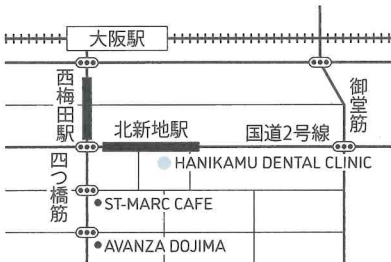 大阪駅
西梅田駅
御堂筋
北新地駅
国道2号線
四つ橋筋
HANIKAMU DENTAL CLINIC
ST-MARC CAFE
AVANZA DOJIMA